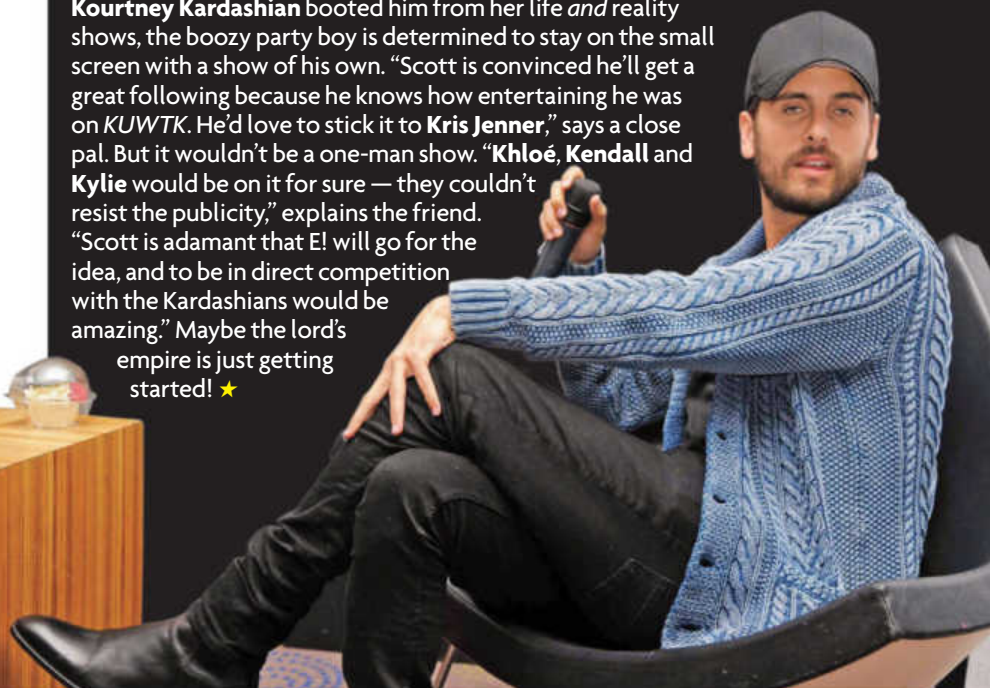 Kourtney Kardashian booted him from her life and reality
shows, the boozy party boy is determined to stay on the small
screen with a show of his own. “Scott is convinced he’ll get a
great following because he knows how entertaining he was
on KUWTK. He’d love to stick it to Kris Jenner,” says a close
pal. But it wouldn’t be a one-man show. “Khloé, Kendall and
Kylie would be on it for sure — they couldn’t
resist the publicity,” explains the friend.
“Scott is adamant that E! will go for the
idea, and to be in direct competition
with the Kardashians would be
amazing.” Maybe the lord’s
empire is just getting
started! ★